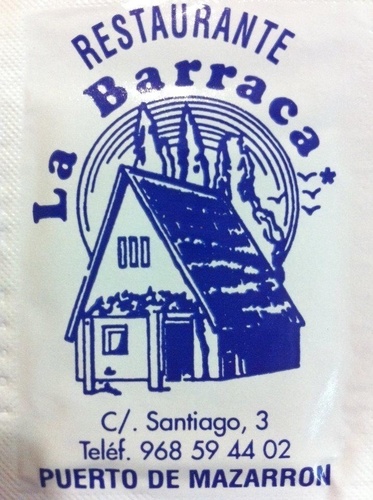 RESTAURANTE
La Barraca*
C/. Santiago, 3
Teléf. 968 59 44 02
PUERTO DE MAZARRON